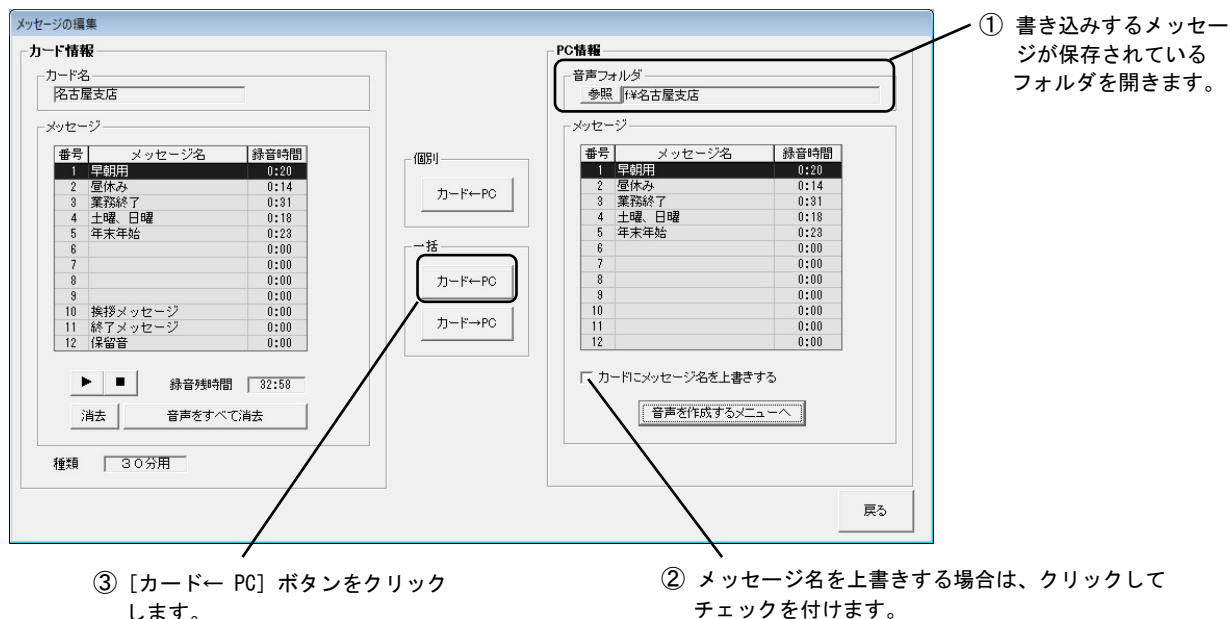 メッセージの編集
カード情報
カード名
名古屋支店
メッセージ
番号 メッセージ名 録音時間
1 早朝用 0:20
2 昼休み 0:14
3 業務終了 0:31
4 土曜、日曜 0:18
5 年末年始 0:23
6 0:00
7 0:00
8 0:00
9 0:00
10 挨拶メッセージ 0:00
11 終了メッセージ 0:00
12 保留音 0:00
録音残時間 32:58
消去 音声をすべて消去
種類 30分用
個別
カード←PC
一括
カード←PC
カード→PC
PC情報
音声フォルダ
参照 f:¥名古屋支店
メッセージ
番号 メッセージ名 録音時間
1 早朝用 0:20
2 昼休み 0:14
3 業務終了 0:31
4 土曜、日曜 0:18
5 年末年始 0:23
6 0:00
7 0:00
8 0:00
9 0:00
10 0:00
11 0:00
12 0:00
カードにメッセージ名を上書きする
音声を作成するメニューへ
戻る
① 書き込みするメッセー
ジが保存されている
フォルダを開きます。
② メッセージ名を上書きする場合は、クリックして
チェックを付けます。
③ [カード← PC] ボタンをクリック
します。